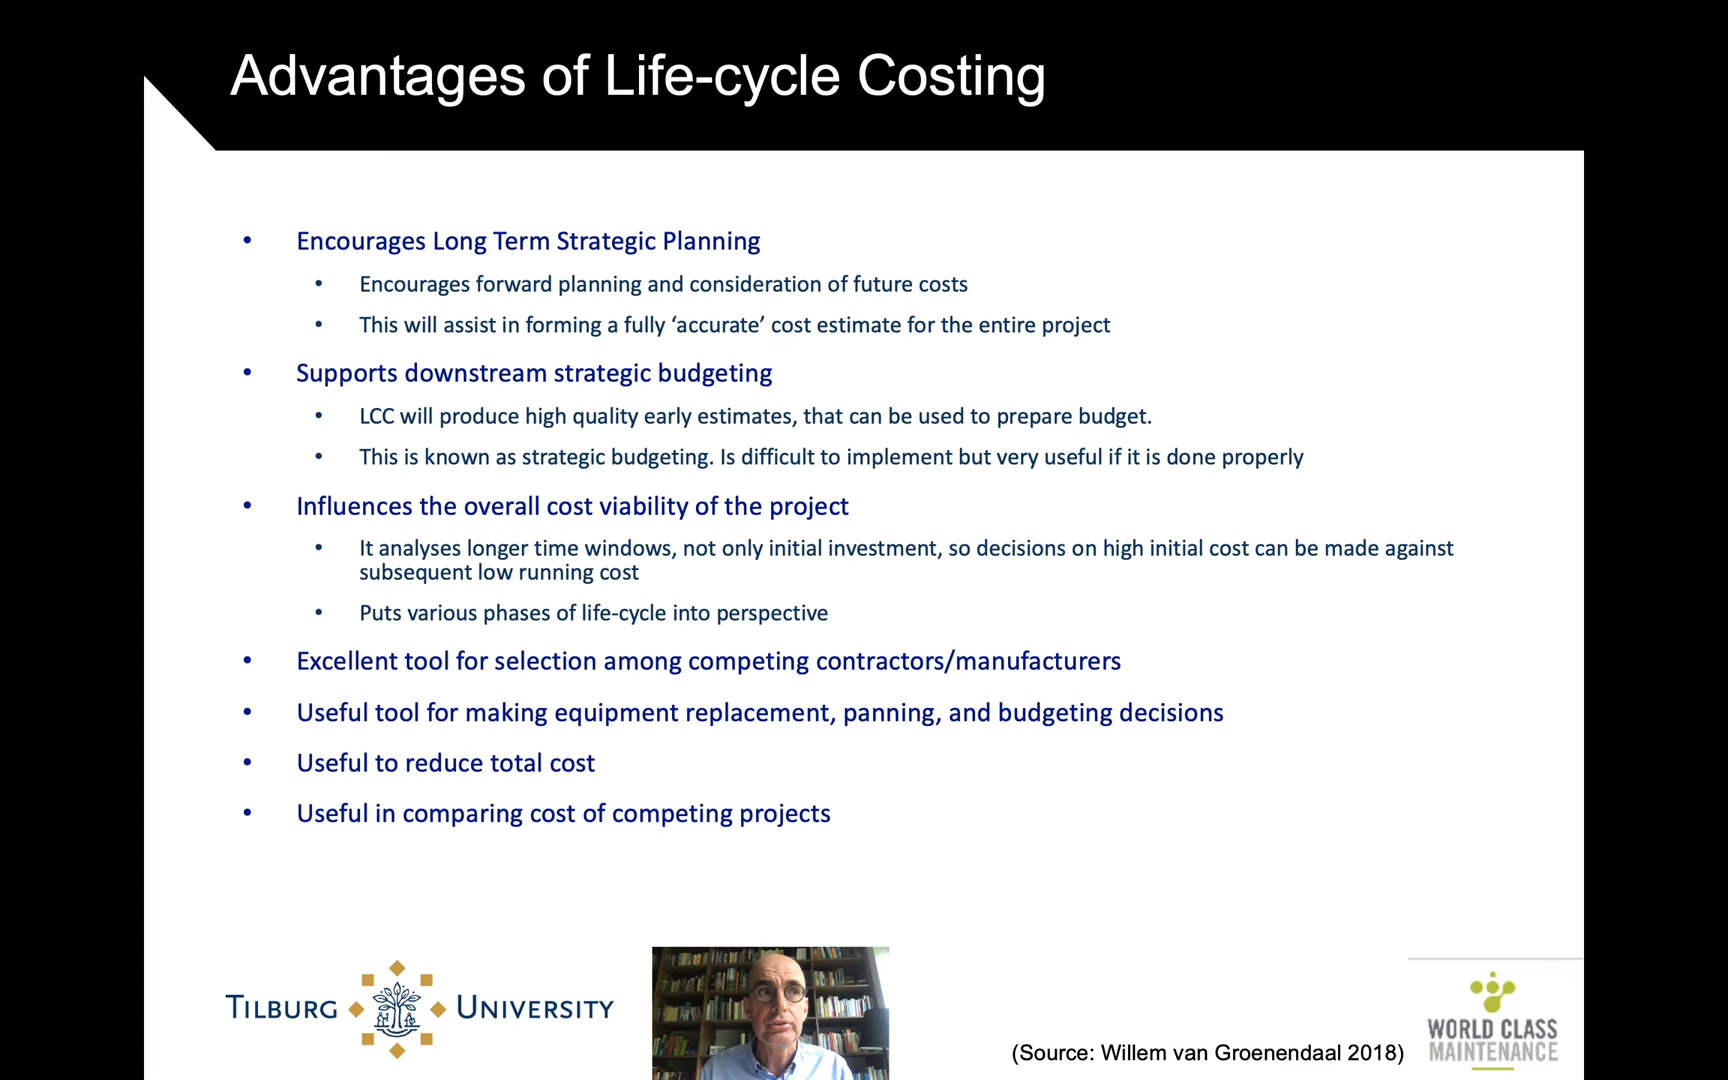 Advantages of Life-cycle Costing
• Encourages Long Term Strategic Planning
• Encourages forward planning and consideration of future costs
• This will assist in forming a fully ‘accurate’ cost estimate for the entire project
• Supports downstream strategic budgeting
• LCC will produce high quality early estimates, that can be used to prepare budget.
• This is known as strategic budgeting. Is difficult to implement but very useful if it is done properly
• Influences the overall cost viability of the project
• It analyses longer time windows, not only initial investment, so decisions on high initial cost can be made against
subsequent low running cost
• Puts various phases of life-cycle into perspective
• Excellent tool for selection among competing contractors/manufacturers
• Useful tool for making equipment replacement, panning, and budgeting decisions
• Useful to reduce total cost
• Useful in comparing cost of competing projects
TILBURG UNIVERSITY
(Source: Willem van Groenendaal 2018)
WORLD CLASS
MAINTENANCE